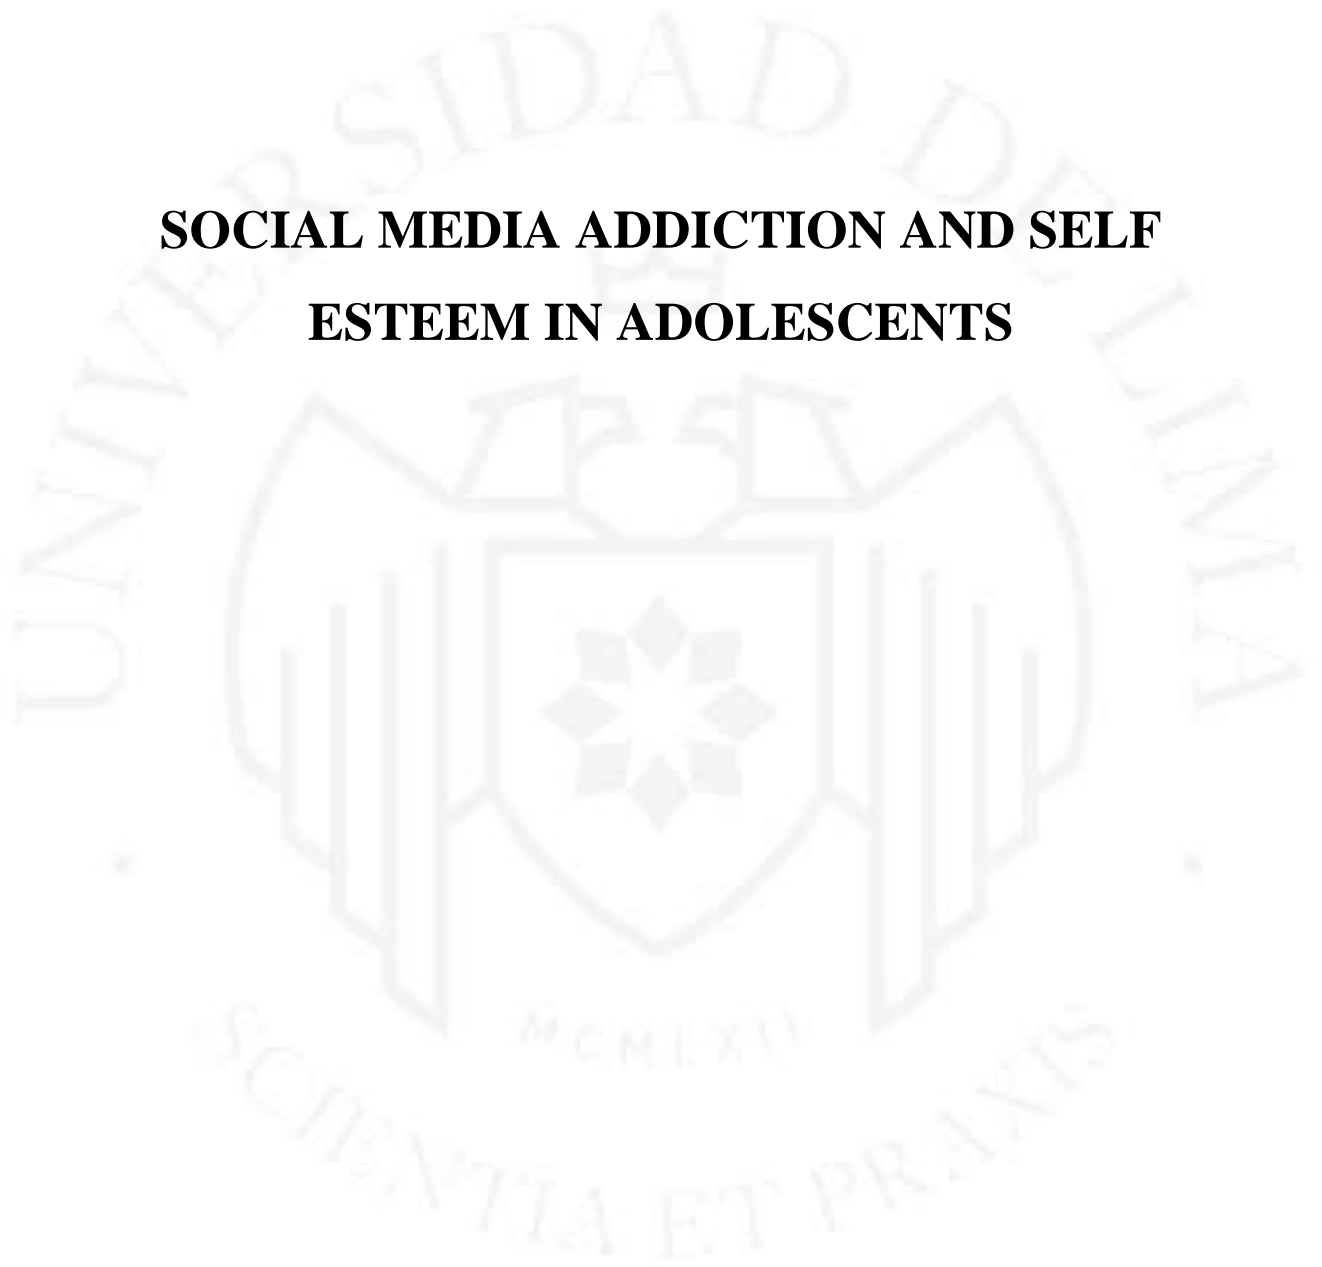 UNIVERSIDAD DE LIMA
SOCIAL MEDIA ADDICTION AND SELF
ESTEEM IN ADOLESCENTS
MCMLXII
SCIENTIA ET PRAXIS